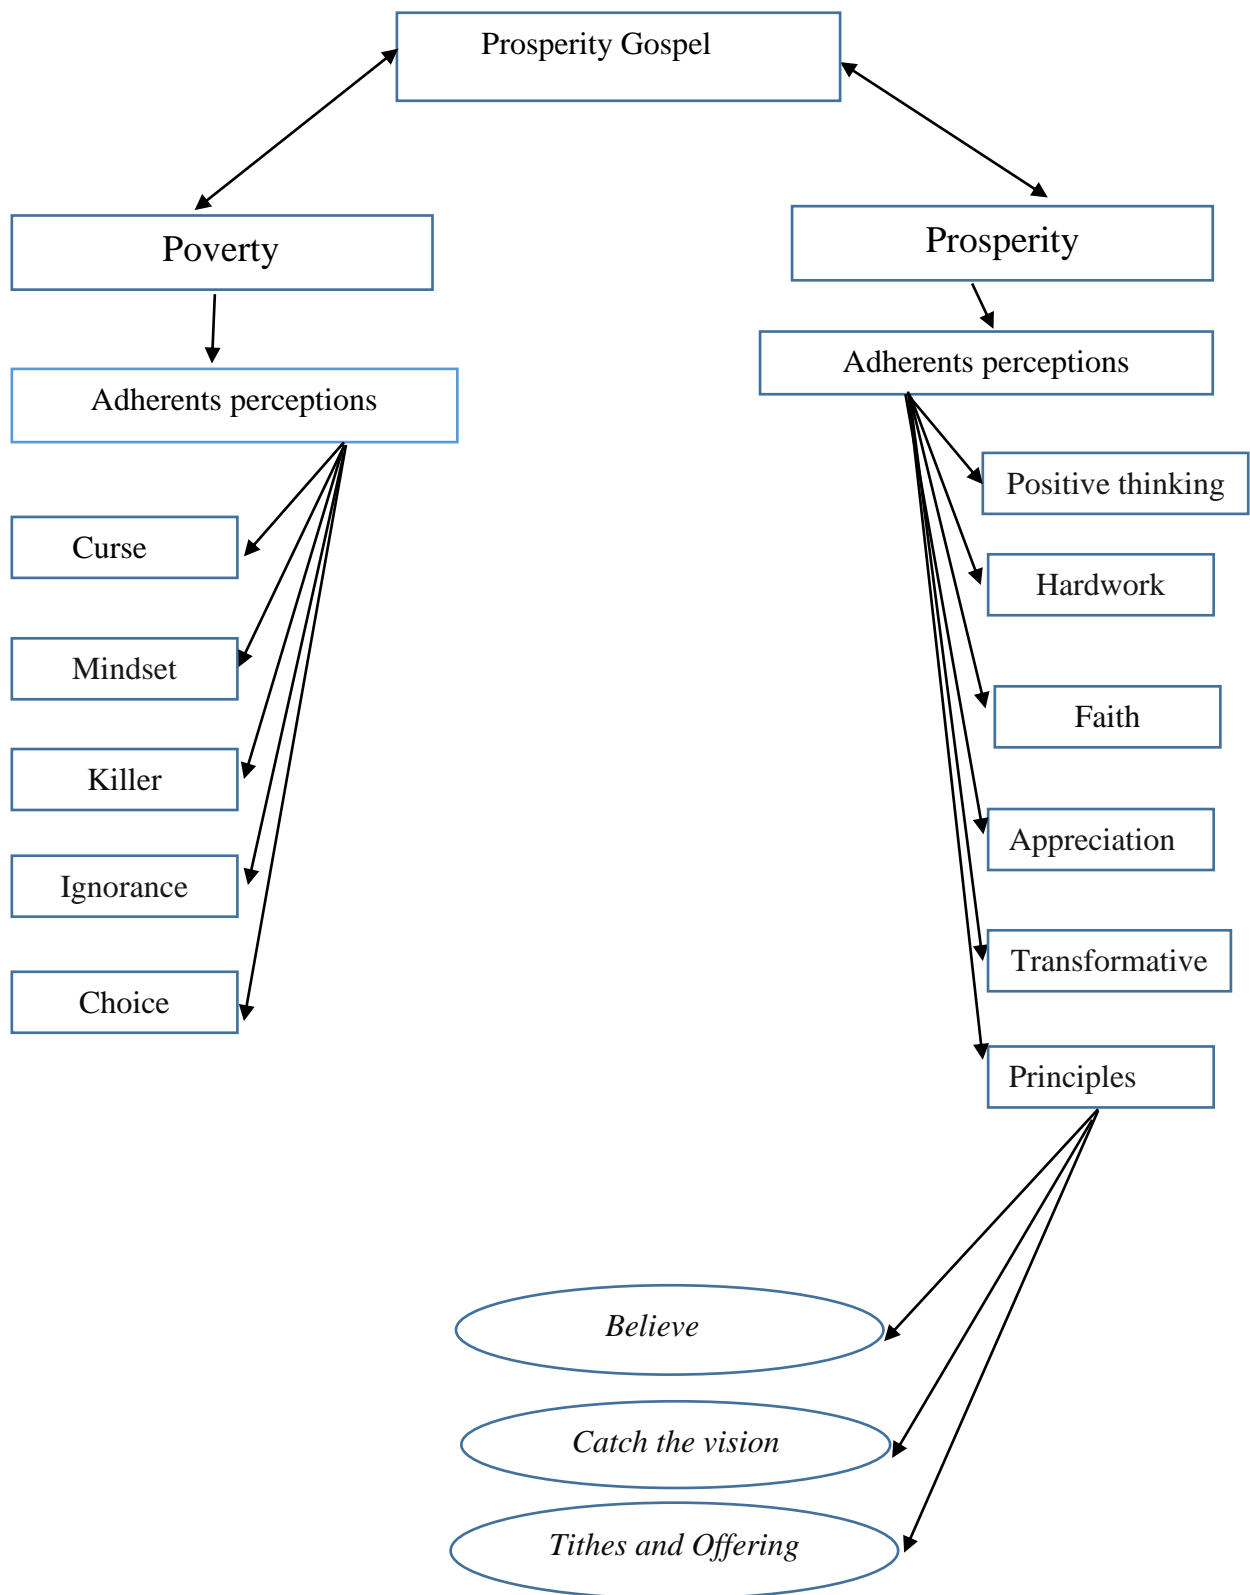 Prosperity Gospel
Poverty
Adherents perceptions
Curse
Mindset
Killer
Ignorance
Choice
Prosperity
Adherents perceptions
Positive thinking
Hardwork
Faith
Appreciation
Transformative
Principles
Believe
Catch the vision
Tithes and Offering